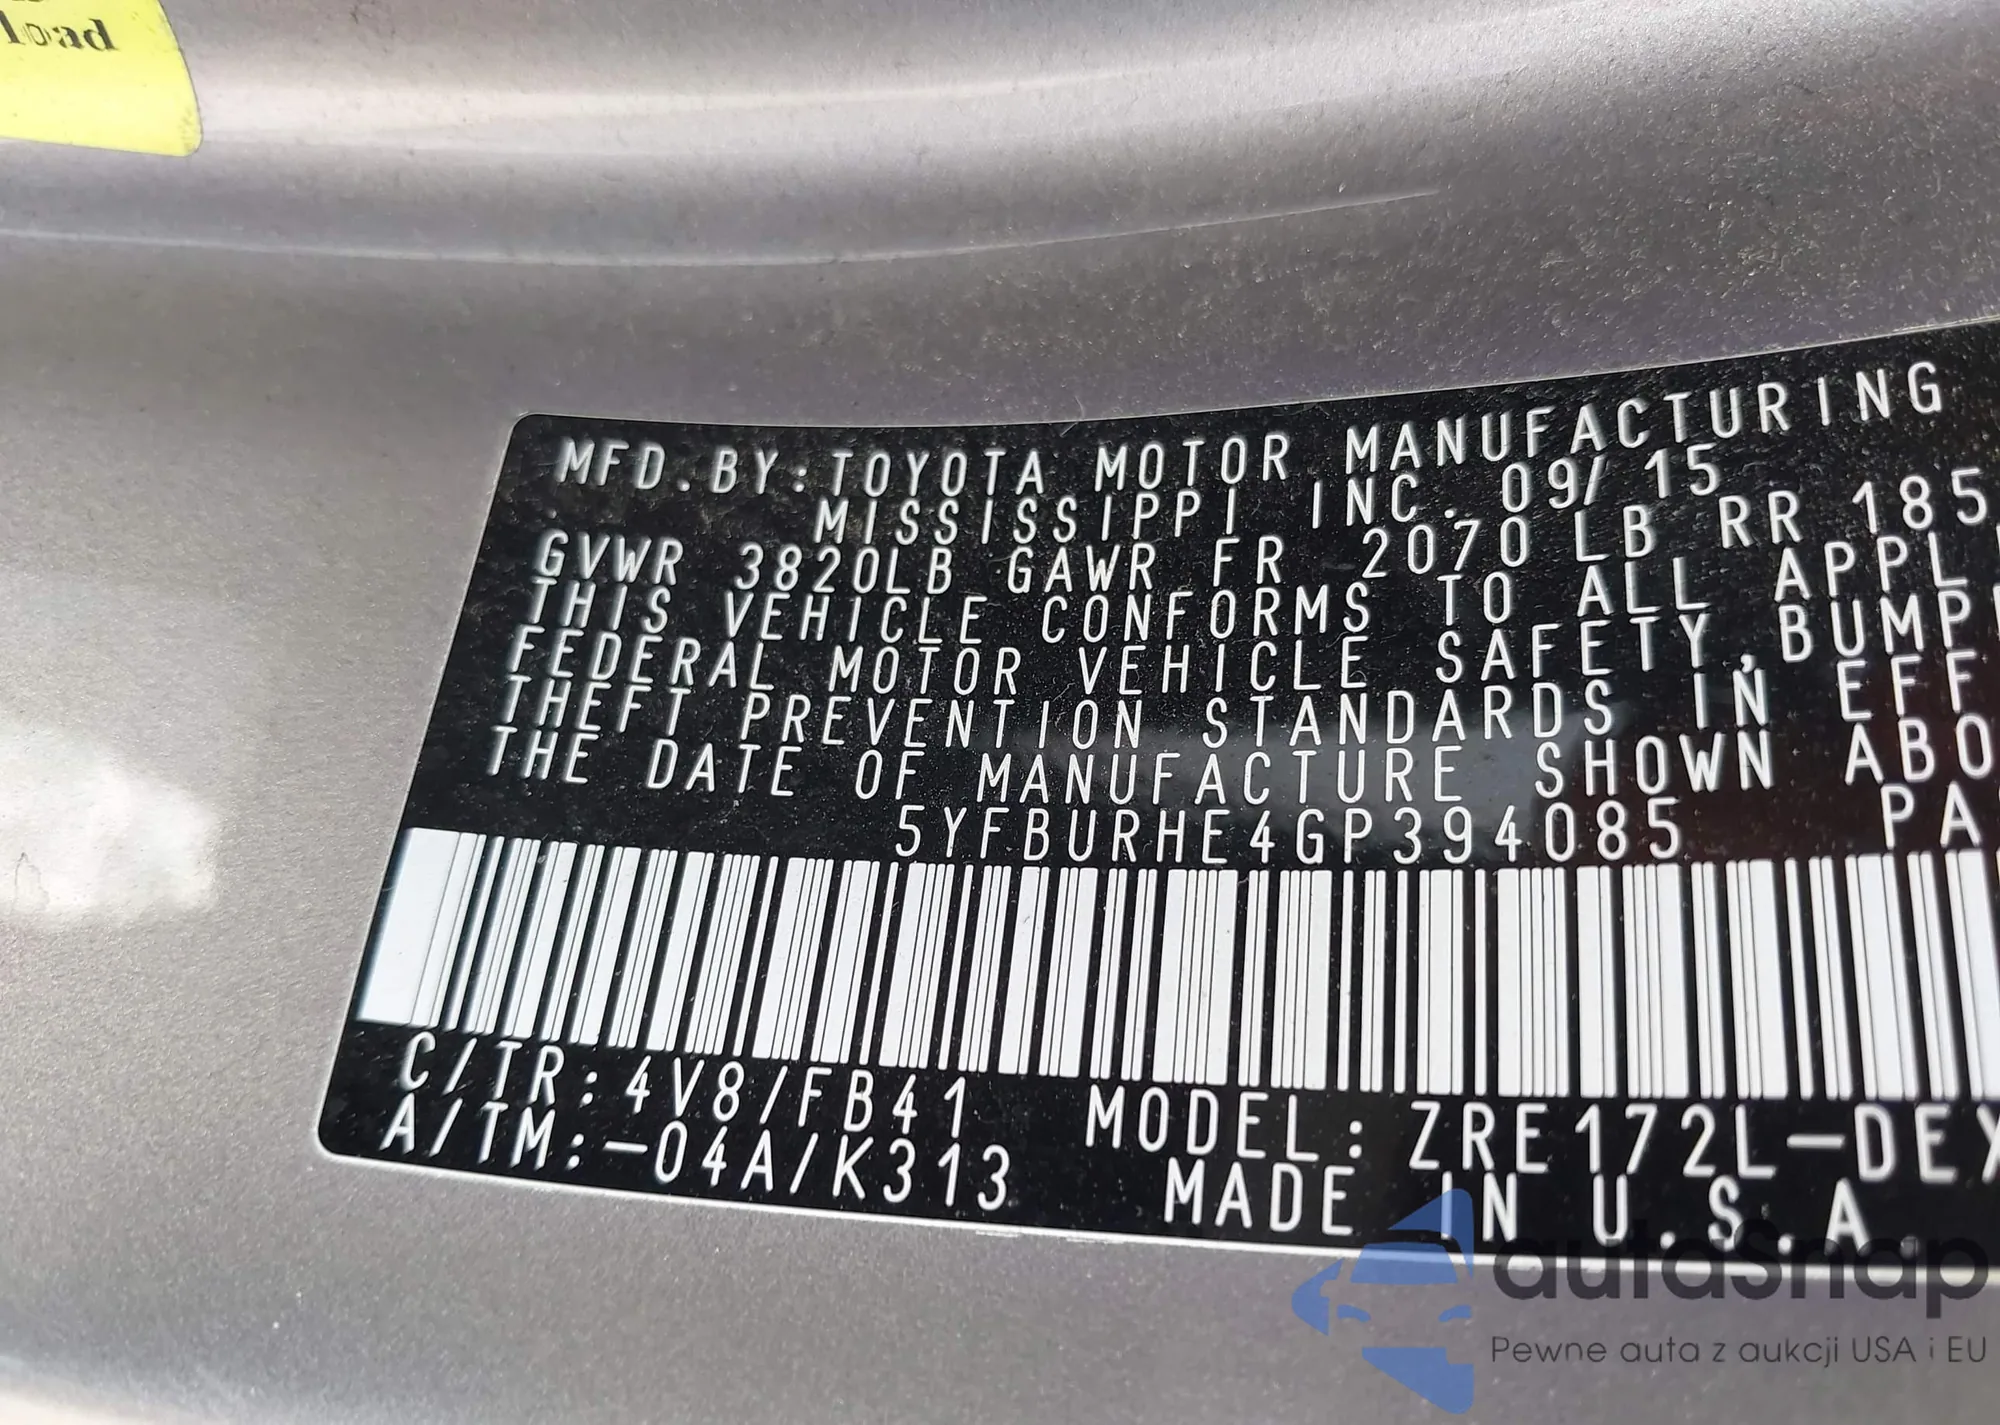 load
MFD.BY:TOYOTA MOTOR MANUFACTURING
MISSISSIPPI INC. 09/ 15
GVWR 3820LB GAWR FR 2070 LB RR 185
THIS VEHICLE CONFORMS TO ALL APPL
FEDERAL MOTOR VEHICLE SAFETY,BUMP
THEFT PREVENTION STANDARDS IN EFF
THE DATE OF MANUFACTURE SHOWN ABO
5YFBURHE4GP394085 PA
C/TR:4V8/FB41 MODEL:ZRE172L-DEX
A/TM:-04A/K313 MADE IN U.S.A.
autoSnap
Pewne auta z aukcji USA i EU